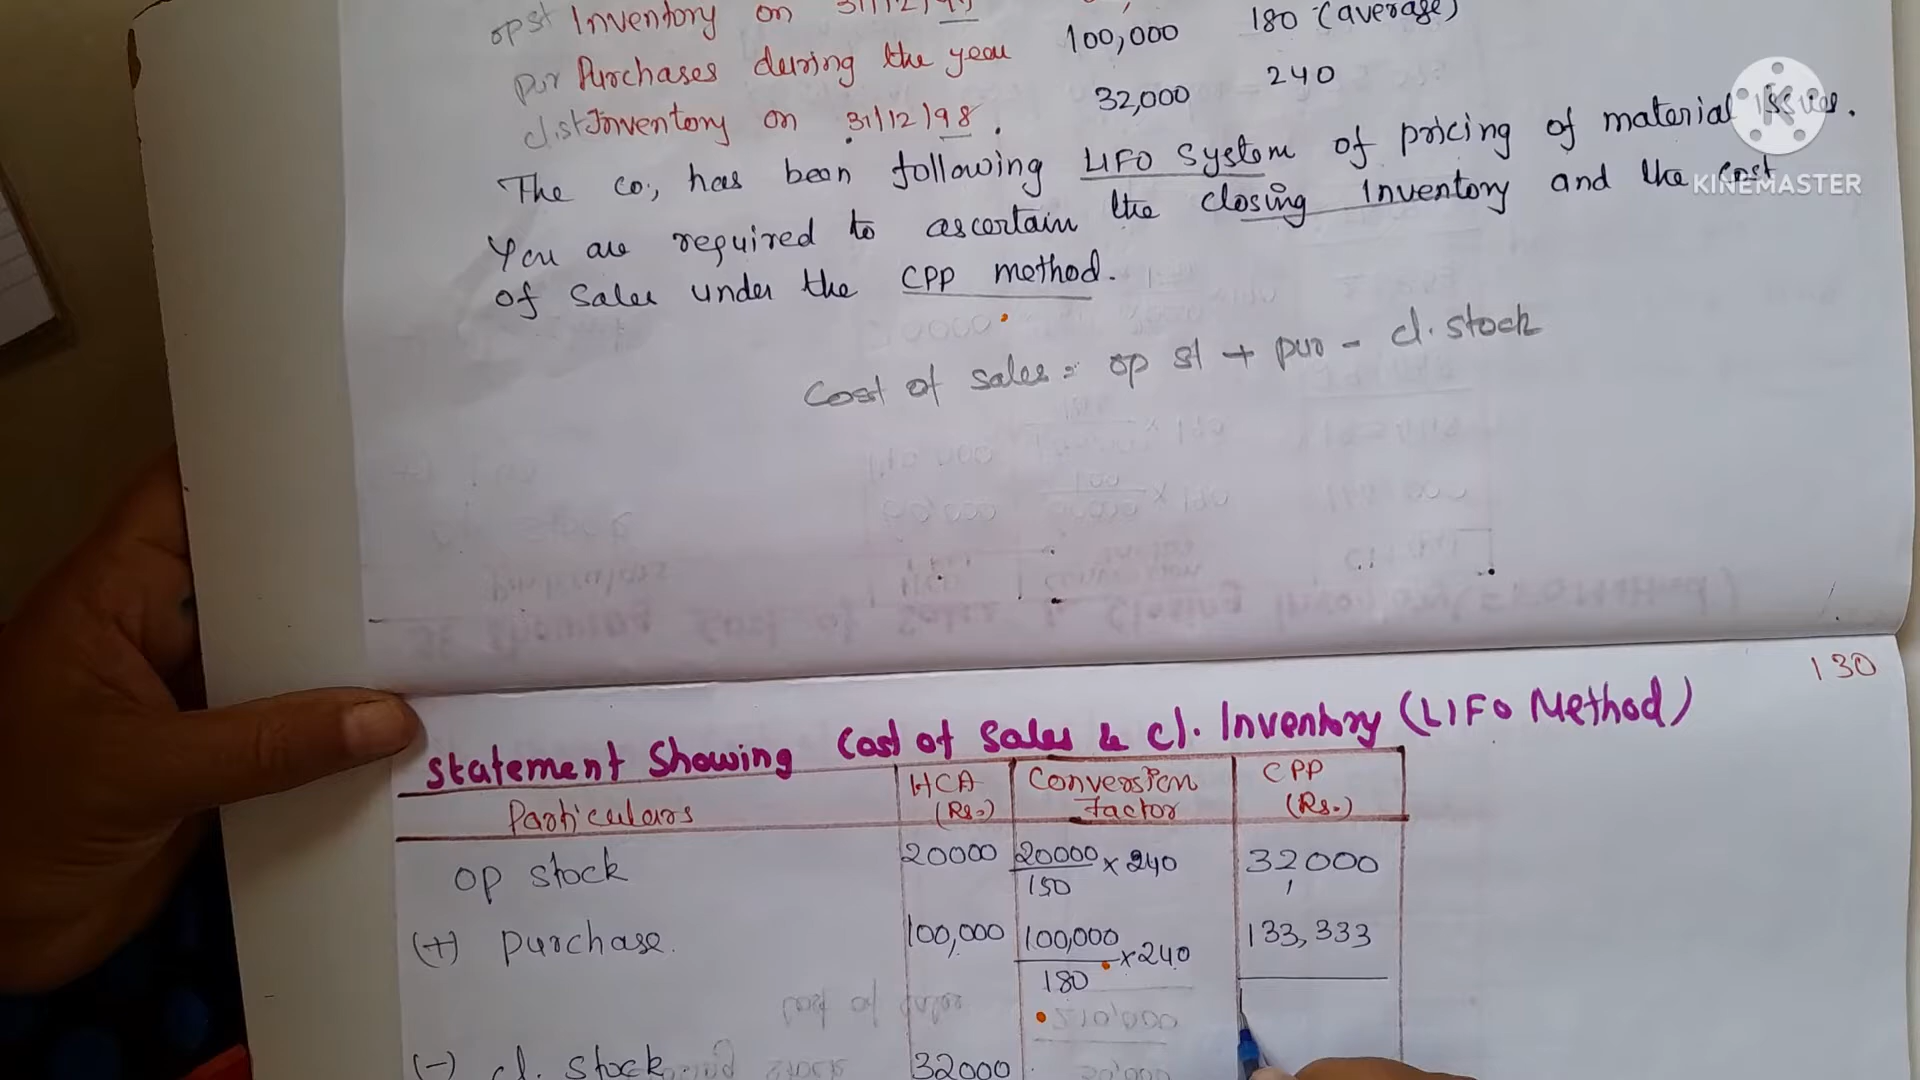 op st Inventory on 31/12/9
pur Purchases during the year 100,000 180 (average)
cl.st Inventory on 31/12/98. 32,000 240
The co., has been following LIFO System of pricing of material issues.
You are required to ascertain the closing Inventory and the cost
of Sales under the CPP method.
KINEMASTER
Cost of sales = op st + pur - cl. stock
130
Statement Showing Cost of Sales & cl. Inventory (LIFO Method)
Particulars HCA (Rs.) Conversion Factor CPP (Rs.)
op stock 20000 20000/150 × 240 32,000
(+) purchase. 100,000 100,000/180 × 240 133,333
(-) cl. stock 32000